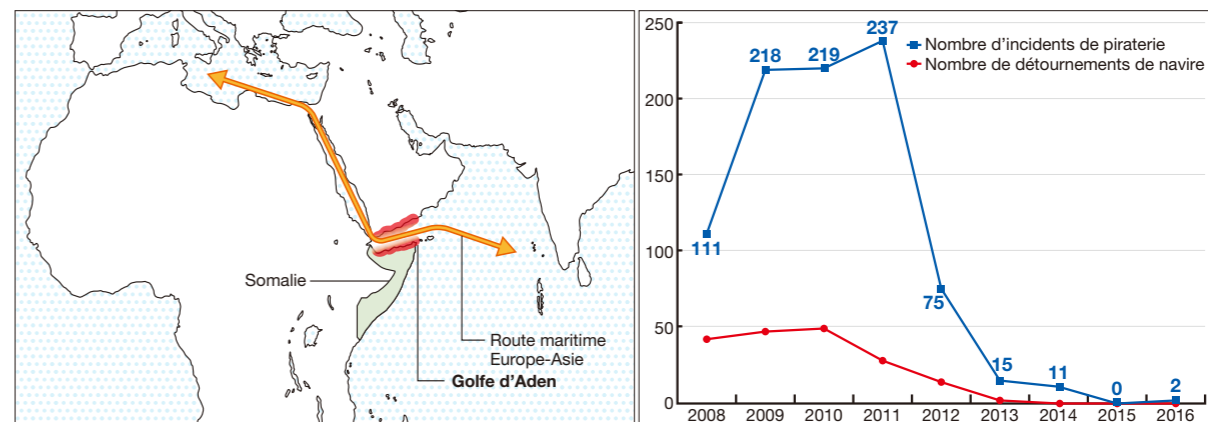 Somalie
Route maritime
Europe-Asie
Golfe d'Aden
250
200
150
100
50
0
Nombre d'incidents de piraterie
Nombre de détournements de navire
111
218
219
237
75
15
11
0
2
2008 2009 2010 2011 2012 2013 2014 2015 2016